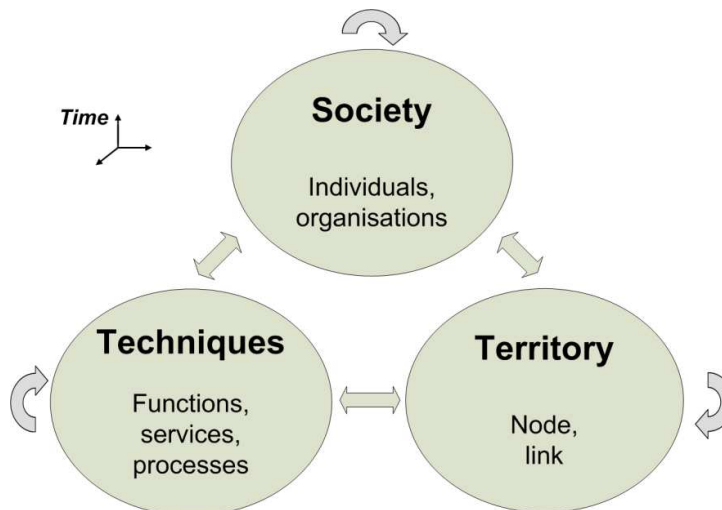 Society
Time
Individuals,
organisations
Techniques
Functions,
services,
processes
Territory
Node,
link